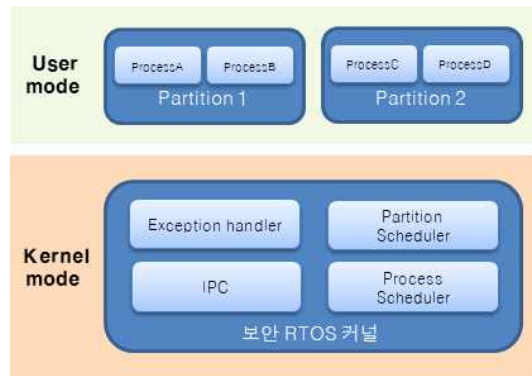 User
mode
ProcessA
ProcessB
Partition 1
ProcessC
ProcessD
Partition 2
Kernel
mode
Exception handler
Partition
Scheduler
IPC
Process
Scheduler
보안 RTOS 커널